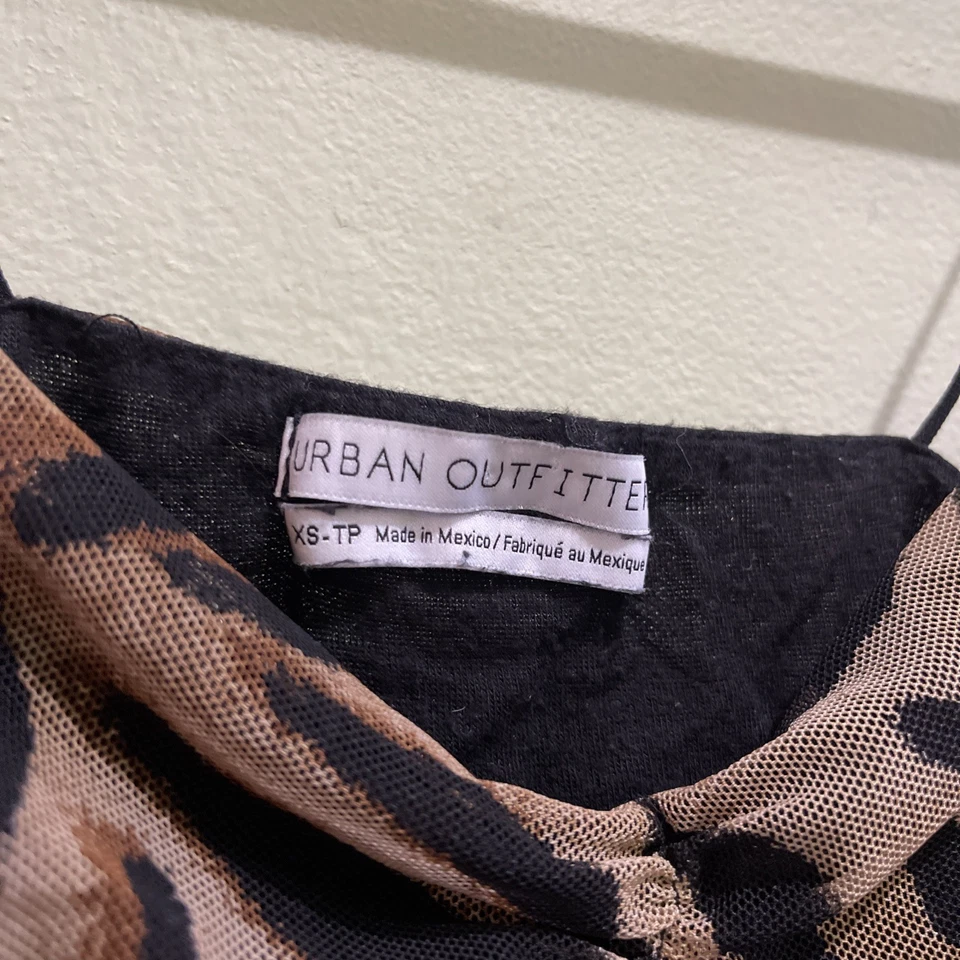 URBAN OUTFITTER
XS-TP Made in Mexico/Fabriqué au Mexique